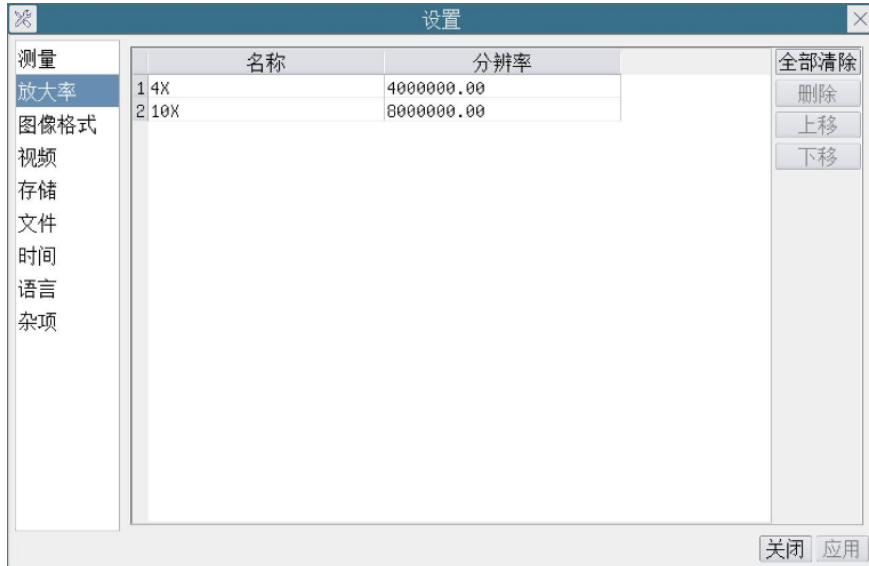 设置
测量
放大率
图像格式
视频
存储
文件
时间
语言
杂项
名称 分辨率
1 4X 4000000.00
2 10X 8000000.00
全部清除
删除
上移
下移
关闭 应用